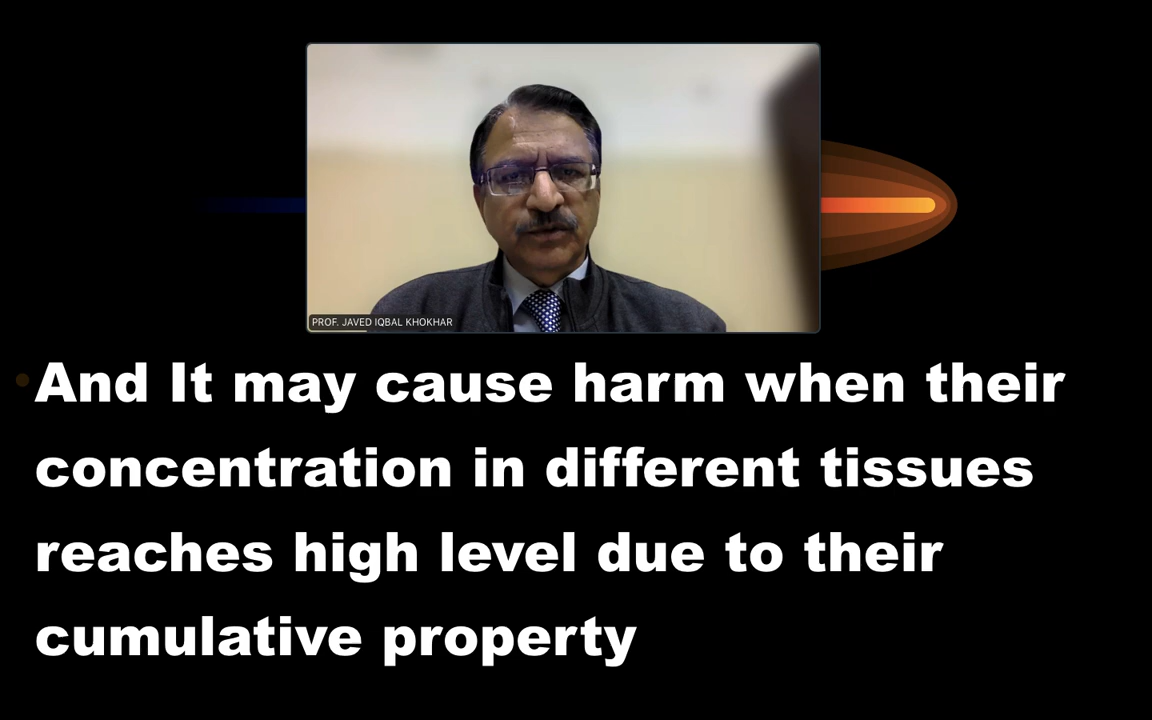 PROF. JAVED IQBAL KHOKHAR
And It may cause harm when their
concentration in different tissues
reaches high level due to their
cumulative property